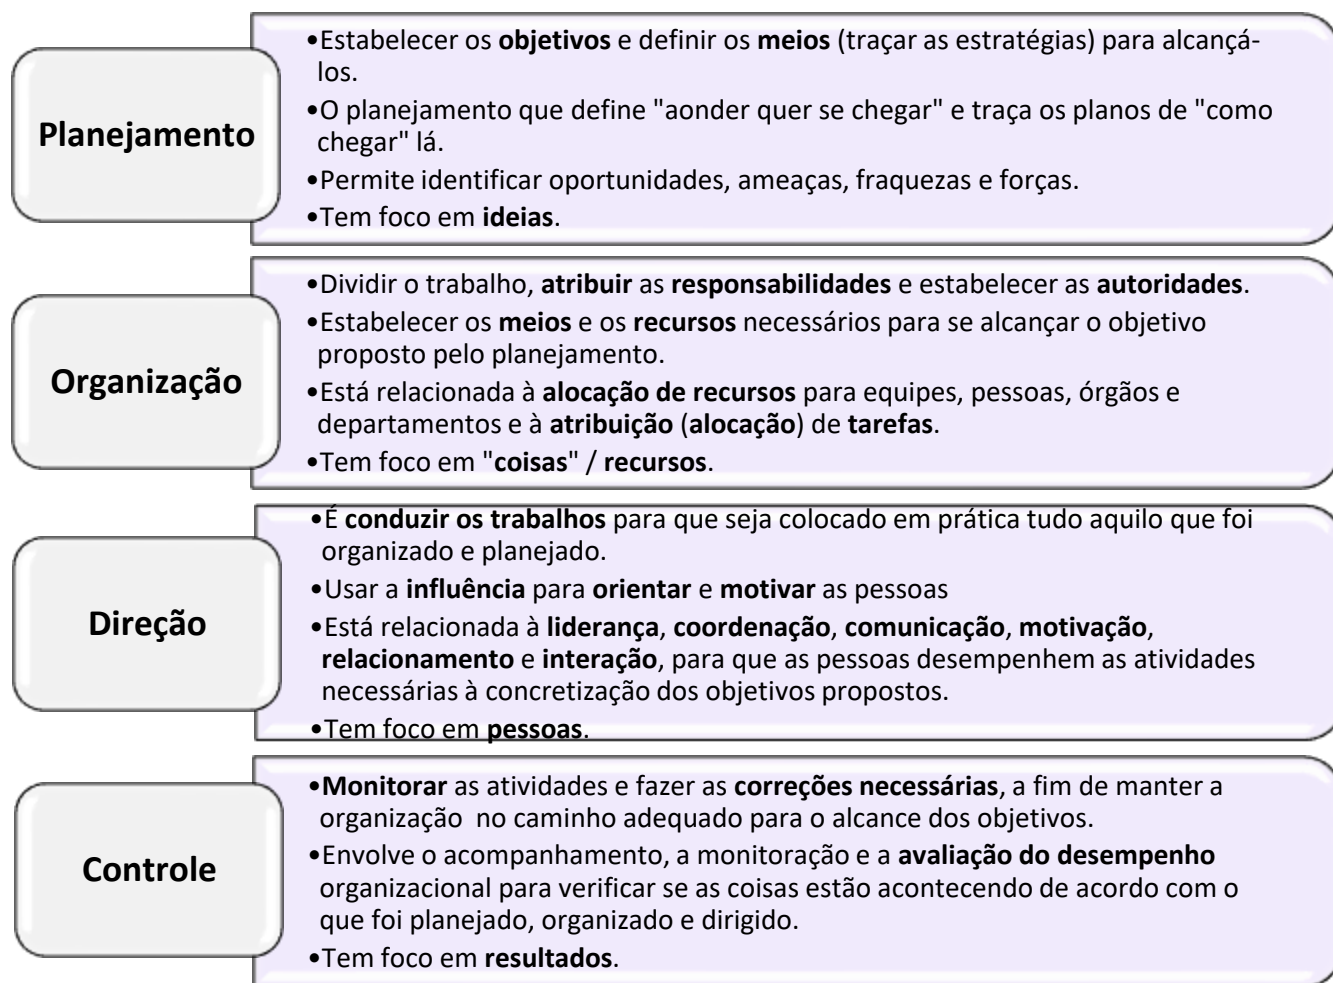 Planejamento
•Estabelecer os objetivos e definir os meios (traçar as estratégias) para alcançá-
los.
•O planejamento que define "aonder quer se chegar" e traça os planos de "como
chegar" lá.
•Permite identificar oportunidades, ameaças, fraquezas e forças.
•Tem foco em ideias.
Organização
•Dividir o trabalho, atribuir as responsabilidades e estabelecer as autoridades.
•Estabelecer os meios e os recursos necessários para se alcançar o objetivo
proposto pelo planejamento.
•Está relacionada à alocação de recursos para equipes, pessoas, órgãos e
departamentos e à atribuição (alocação) de tarefas.
•Tem foco em "coisas" / recursos.
Direção
•É conduzir os trabalhos para que seja colocado em prática tudo aquilo que foi
organizado e planejado.
•Usar a influência para orientar e motivar as pessoas
•Está relacionada à liderança, coordenação, comunicação, motivação,
relacionamento e interação, para que as pessoas desempenhem as atividades
necessárias à concretização dos objetivos propostos.
•Tem foco em pessoas.
Controle
•Monitorar as atividades e fazer as correções necessárias, a fim de manter a
organização  no caminho adequado para o alcance dos objetivos.
•Envolve o acompanhamento, a monitoração e a avaliação do desempenho
organizacional para verificar se as coisas estão acontecendo de acordo com o
que foi planejado, organizado e dirigido.
•Tem foco em resultados.